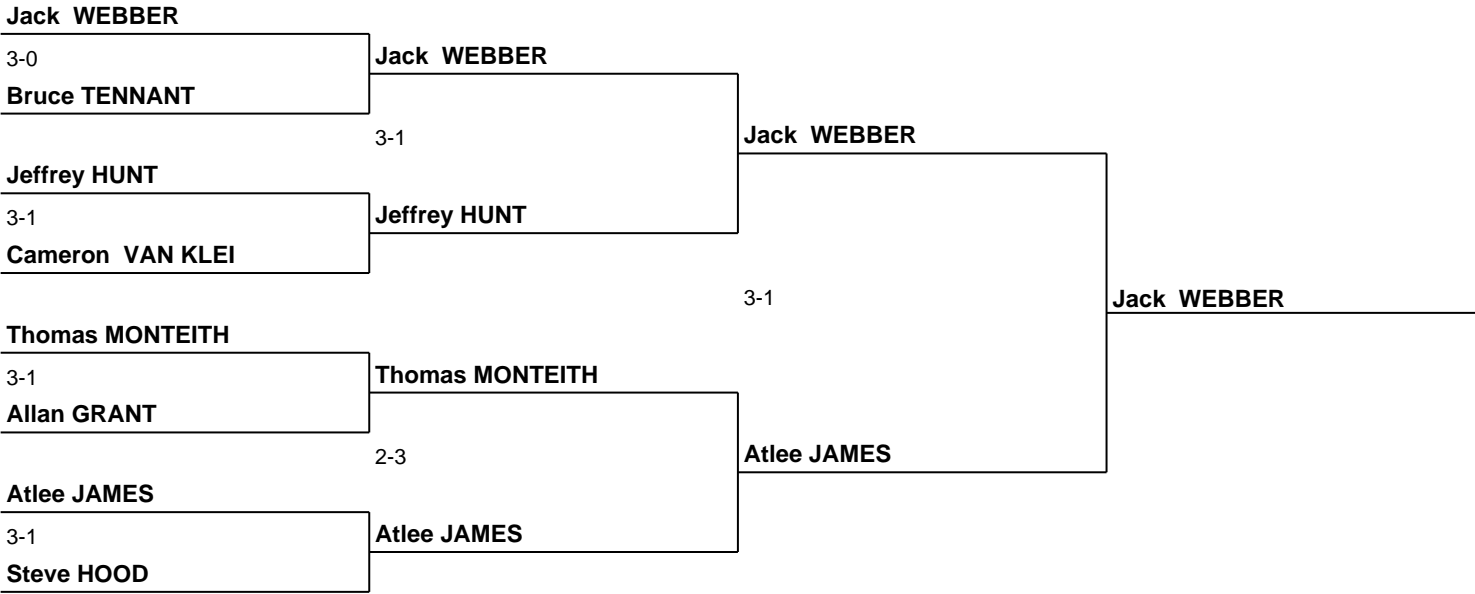 Jack  WEBBER
3-0
Jack  WEBBER
Bruce TENNANT
3-1
Jack  WEBBER
Jeffrey HUNT
3-1
Jeffrey HUNT
Cameron  VAN KLEI
3-1
Jack  WEBBER
Thomas MONTEITH
3-1
Thomas MONTEITH
Allan GRANT
2-3
Atlee JAMES
Atlee JAMES
3-1
Atlee JAMES
Steve HOOD